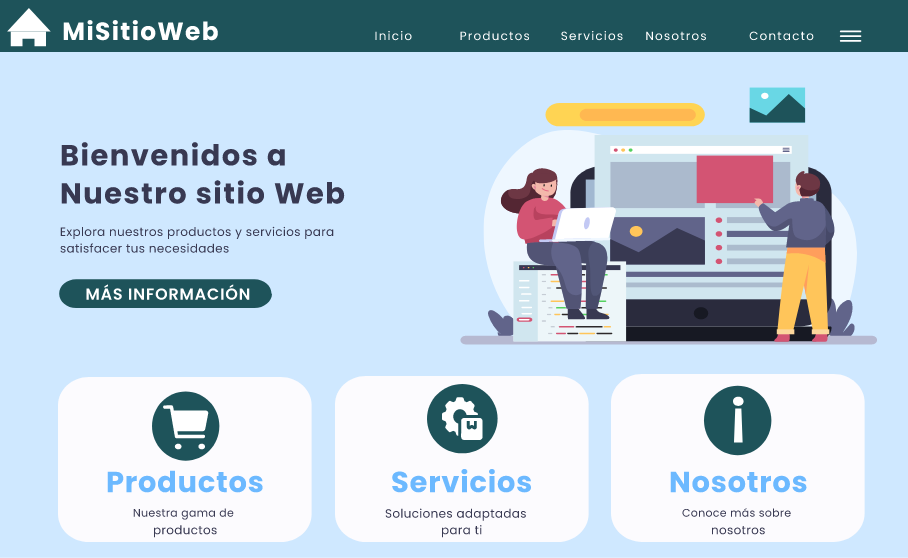 MiSitioWeb
Inicio Productos Servicios Nosotros Contacto
Bienvenidos a
Nuestro sitio Web
Explora nuestros productos y servicios para
satisfacer tus necesidades
MÁS INFORMACIÓN
Productos
Nuestra gama de
productos
Servicios
Soluciones adaptadas
para ti
Nosotros
Conoce más sobre
nosotros